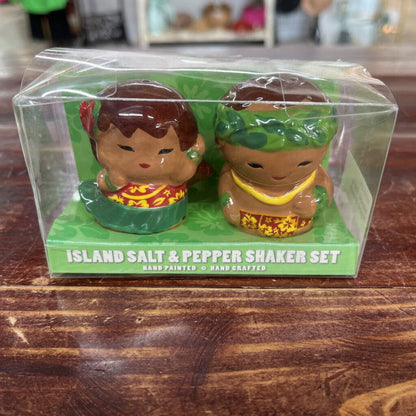 ISLAND SALT & PEPPER SHAKER SET
HAND PAINTED ✿ HAND CRAFTED